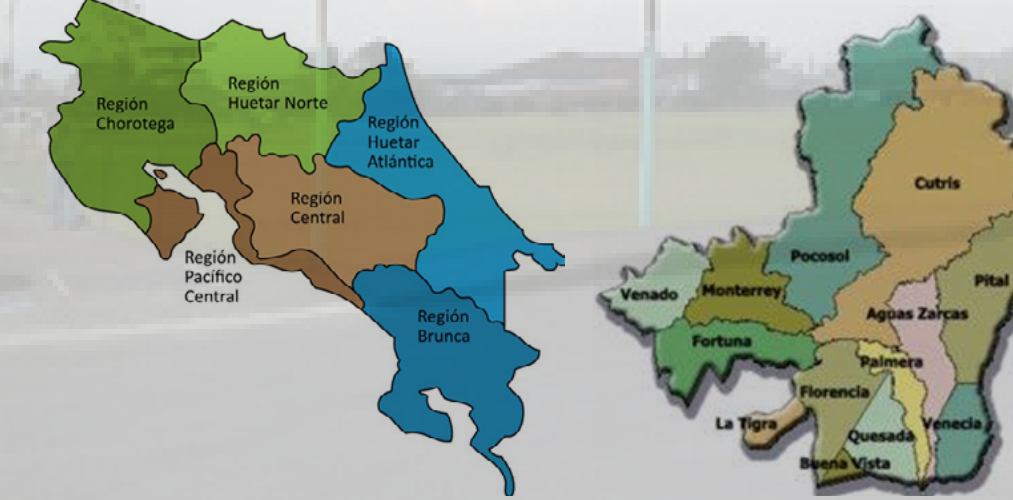 Región
Chorotega
Región
Huetar Norte
Región
Huetar
Atlántica
Región
Central
Región
Pacífico
Central
Región
Brunca
Cutris
Pocosol
Pital
Venado
Monterrey
Aguas Zarcas
Fortuna
Palmera
Florencia
La Tigra
Venecia
Quesada
Buena Vista